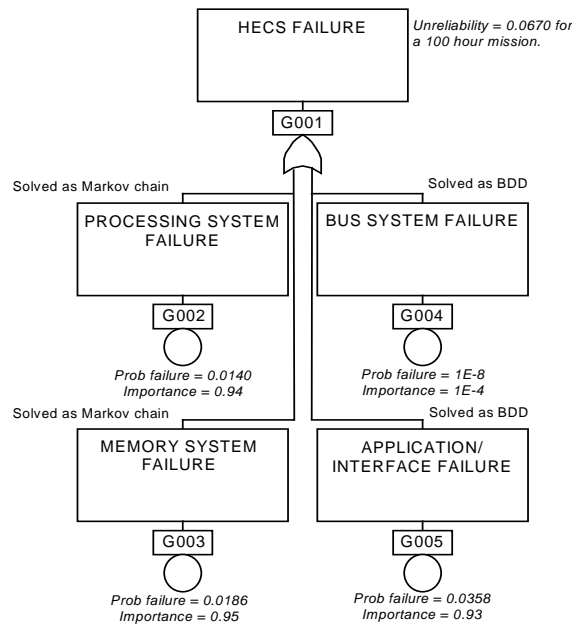 HECS FAILURE
Unreliability = 0.0670 for
a 100 hour mission.
G001
Solved as Markov chain
Solved as BDD
PROCESSING SYSTEM
FAILURE
BUS SYSTEM FAILURE
G002
G004
Prob failure = 0.0140
Importance = 0.94
Prob failure = 1E-8
Importance = 1E-4
Solved as Markov chain
Solved as BDD
MEMORY SYSTEM
FAILURE
APPLICATION/
INTERFACE FAILURE
G003
G005
Prob failure = 0.0186
Importance = 0.95
Prob failure = 0.0358
Importance = 0.93